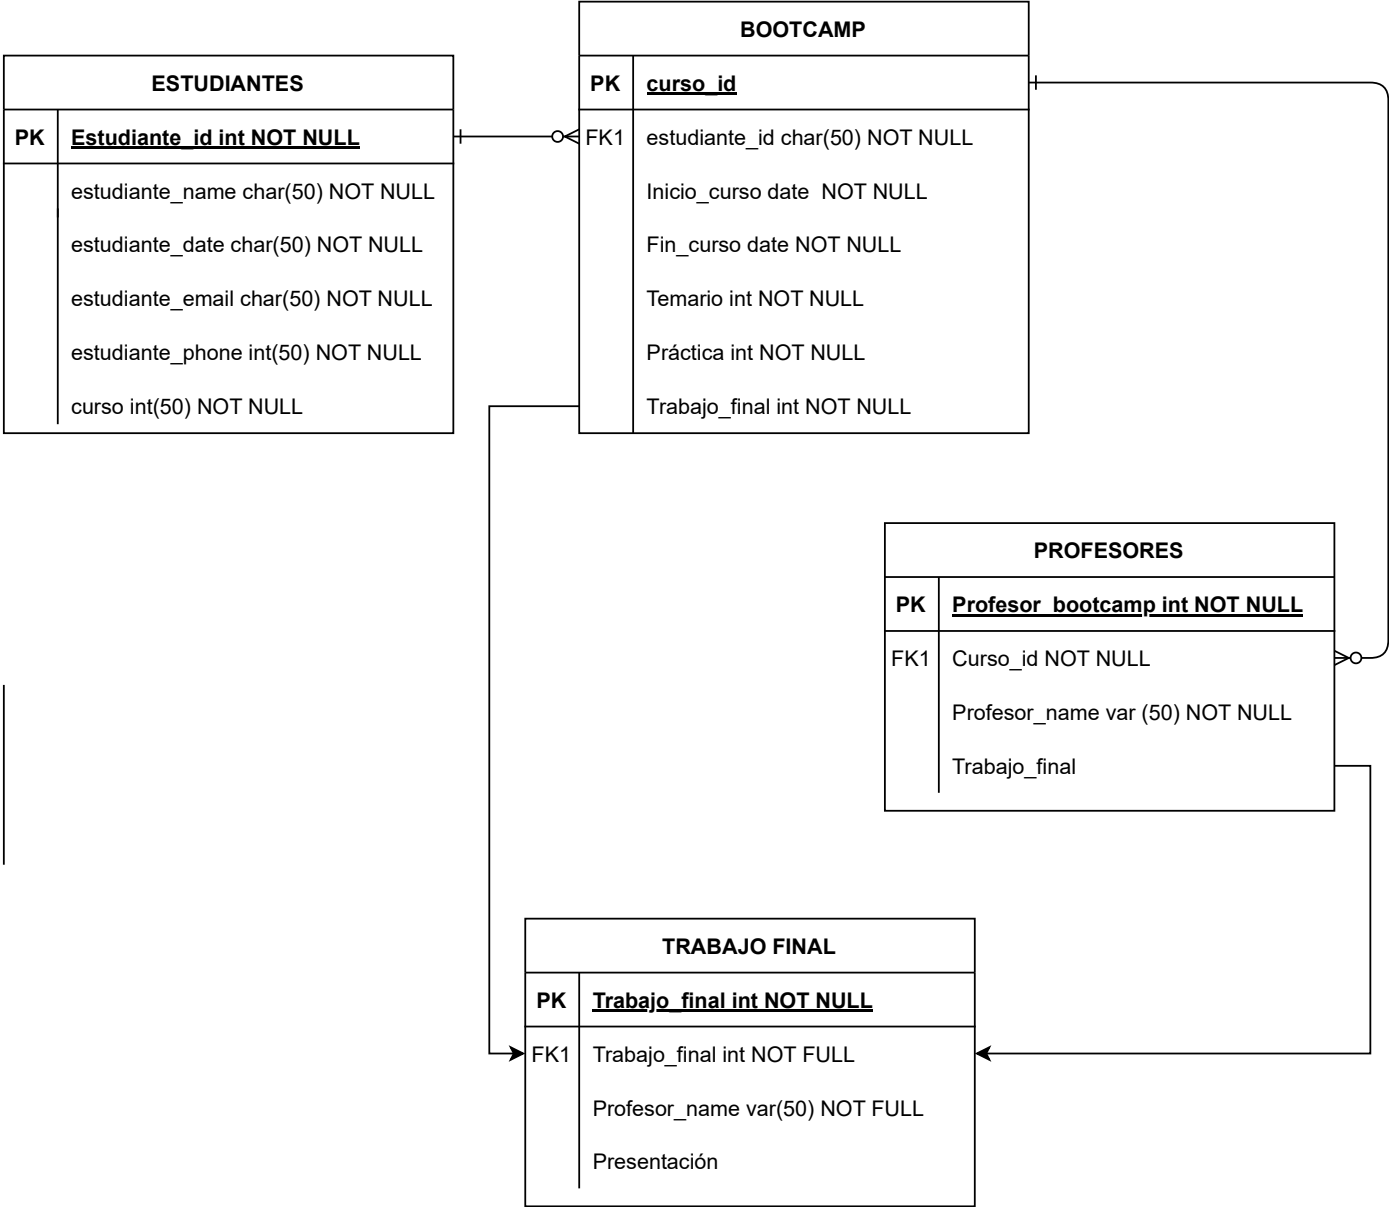 BOOTCAMP
PK curso_id
FK1 estudiante_id char(50) NOT NULL
Inicio_curso date  NOT NULL
Fin_curso date NOT NULL
Temario int NOT NULL
Práctica int NOT NULL
Trabajo_final int NOT NULL
ESTUDIANTES
PK Estudiante_id int NOT NULL
estudiante_name char(50) NOT NULL
estudiante_date char(50) NOT NULL
estudiante_email char(50) NOT NULL
estudiante_phone int(50) NOT NULL
curso int(50) NOT NULL
PROFESORES
PK Profesor_bootcamp int NOT NULL
FK1 Curso_id NOT NULL
Profesor_name var (50) NOT NULL
Trabajo_final
TRABAJO FINAL
PK Trabajo_final int NOT NULL
FK1 Trabajo_final int NOT FULL
Profesor_name var(50) NOT FULL
Presentación